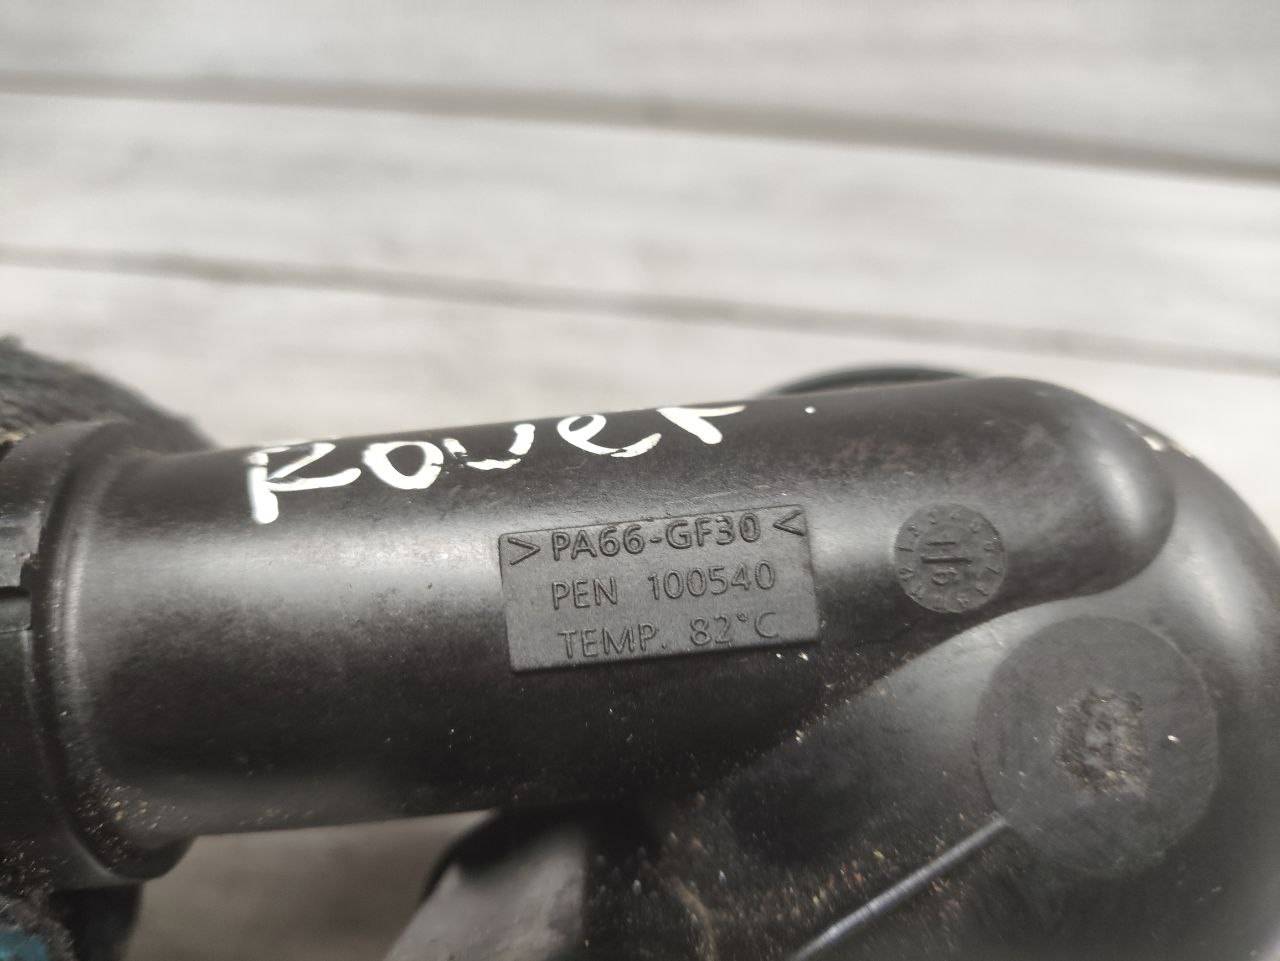 Rover
>PA66-GF30<
PEN 100540
TEMP. 82°C